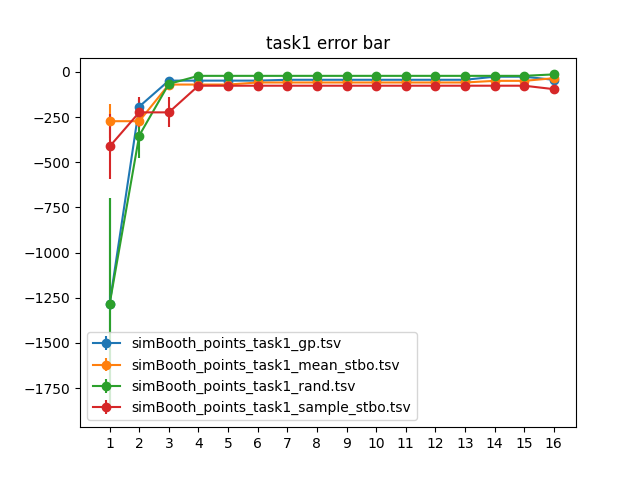 task1 error bar
0
−250
−500
−750
−1000
−1250
−1500
−1750
simBooth_points_task1_gp.tsv
simBooth_points_task1_mean_stbo.tsv
simBooth_points_task1_rand.tsv
simBooth_points_task1_sample_stbo.tsv
1 2 3 4 5 6 7 8 9 10 11 12 13 14 15 16